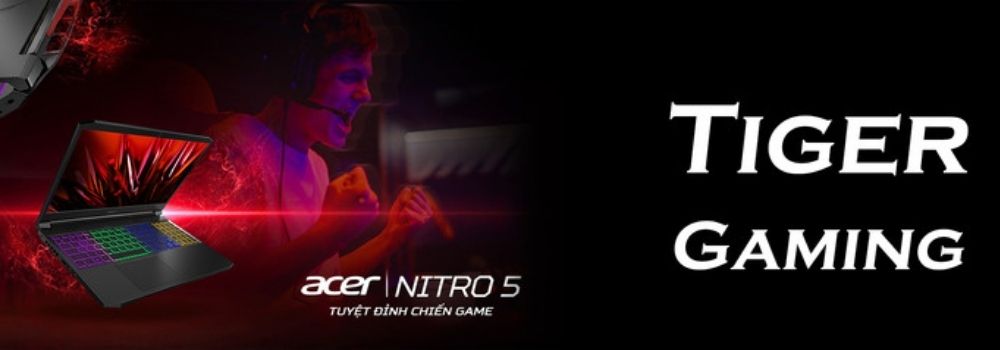 acer | NITRO 5
TUYỆT ĐỈNH CHIẾN GAME
TIGER
GAMING